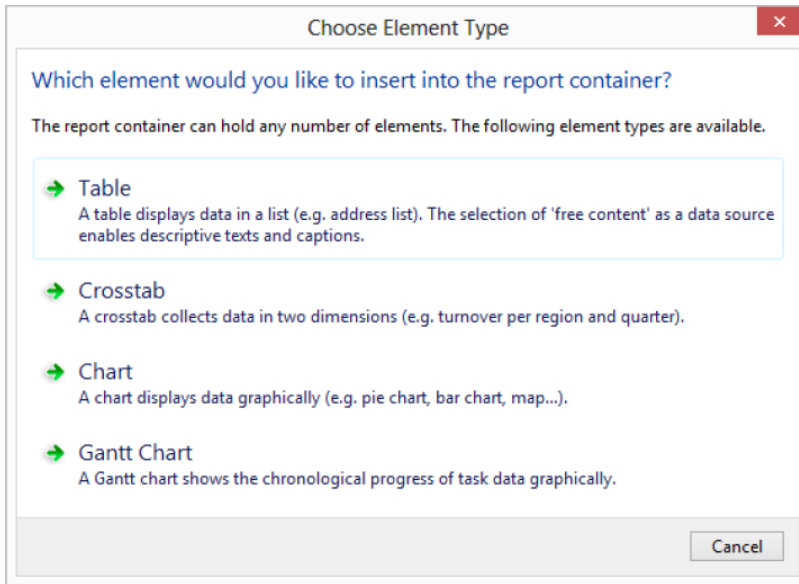 Choose Element Type
Which element would you like to insert into the report container?
The report container can hold any number of elements. The following element types are available.
Table
A table displays data in a list (e.g. address list). The selection of 'free content' as a data source
enables descriptive texts and captions.
Crosstab
A crosstab collects data in two dimensions (e.g. turnover per region and quarter).
Chart
A chart displays data graphically (e.g. pie chart, bar chart, map...).
Gantt Chart
A Gantt chart shows the chronological progress of task data graphically.
Cancel